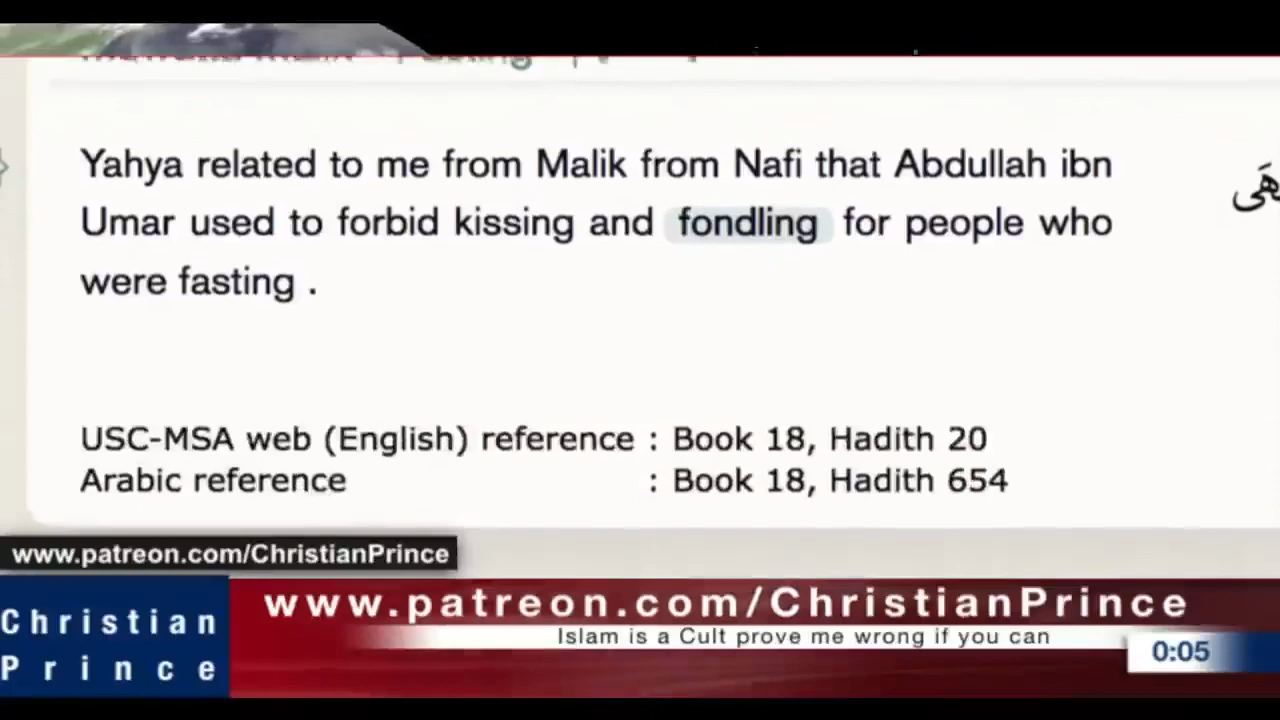 Yahya related to me from Malik from Nafi that Abdullah ibn
Umar used to forbid kissing and fondling for people who
were fasting .
USC-MSA web (English) reference : Book 18, Hadith 20
Arabic reference : Book 18, Hadith 654
www.patreon.com/ChristianPrince
Christian
Prince
www.patreon.com/ChristianPrince
Islam is a Cult prove me wrong if you can
0:05